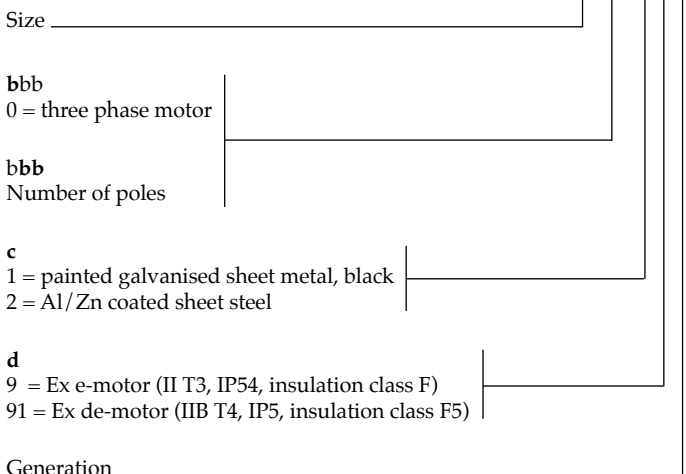 Size
bbb
0 = three phase motor
bbb
Number of poles
c
1 = painted galvanised sheet metal, black
2 = Al/Zn coated sheet steel
d
9 = Ex e-motor (II T3, IP54, insulation class F)
91 = Ex de-motor (IIB T4, IP5, insulation class F5)
Generation